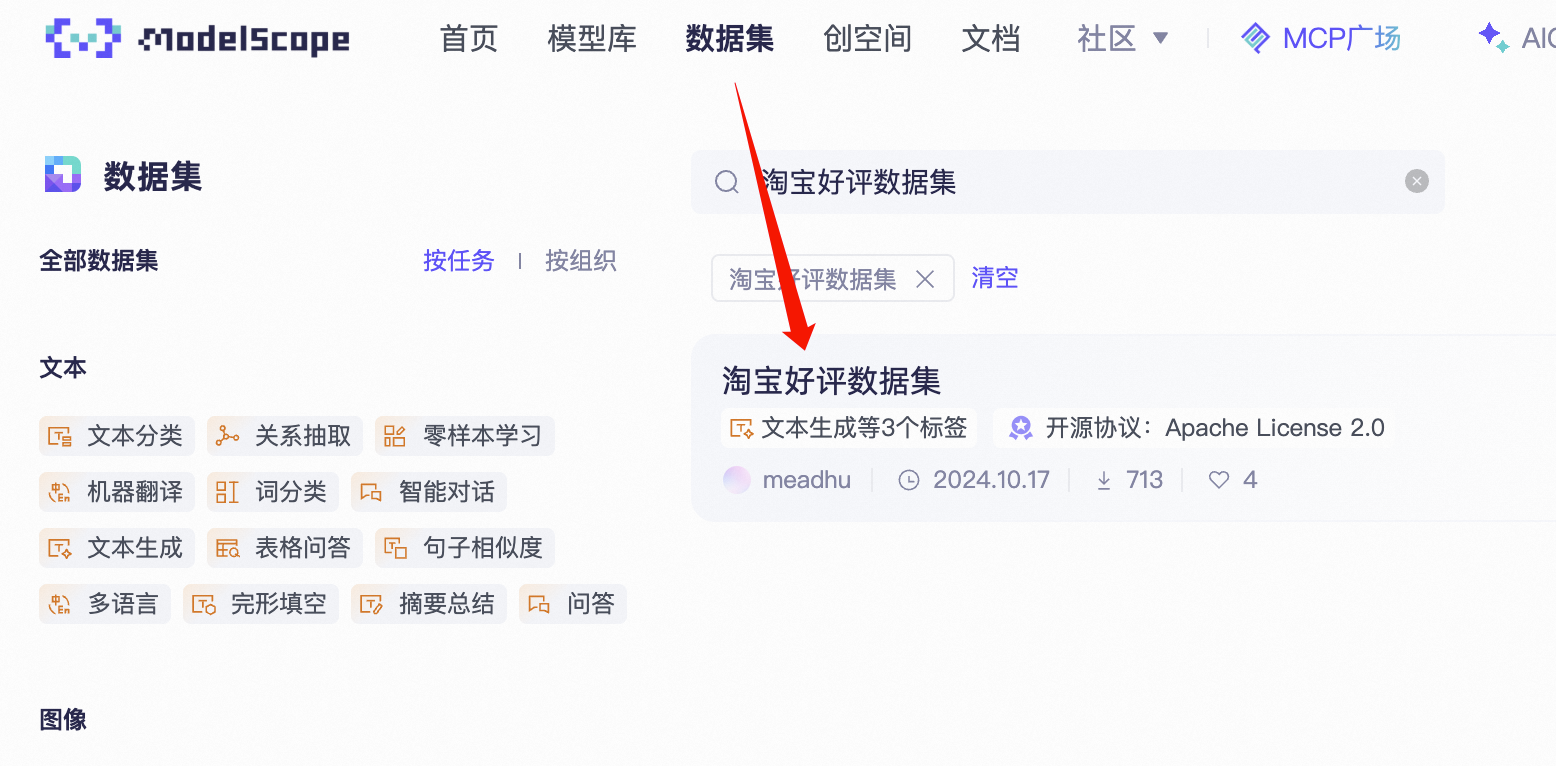 ModelScope 首页 模型库 数据集 创空间 文档 社区 MCP广场
数据集
淘宝好评数据集
全部数据集 按任务 按组织
淘宝好评数据集 清空
文本
淘宝好评数据集
文本分类 关系抽取 零样本学习
文本生成等3个标签 开源协议：Apache License 2.0
机器翻译 词分类 智能对话
meadhu 2024.10.17 713 4
文本生成 表格问答 句子相似度
多语言 完形填空 摘要总结 问答
图像